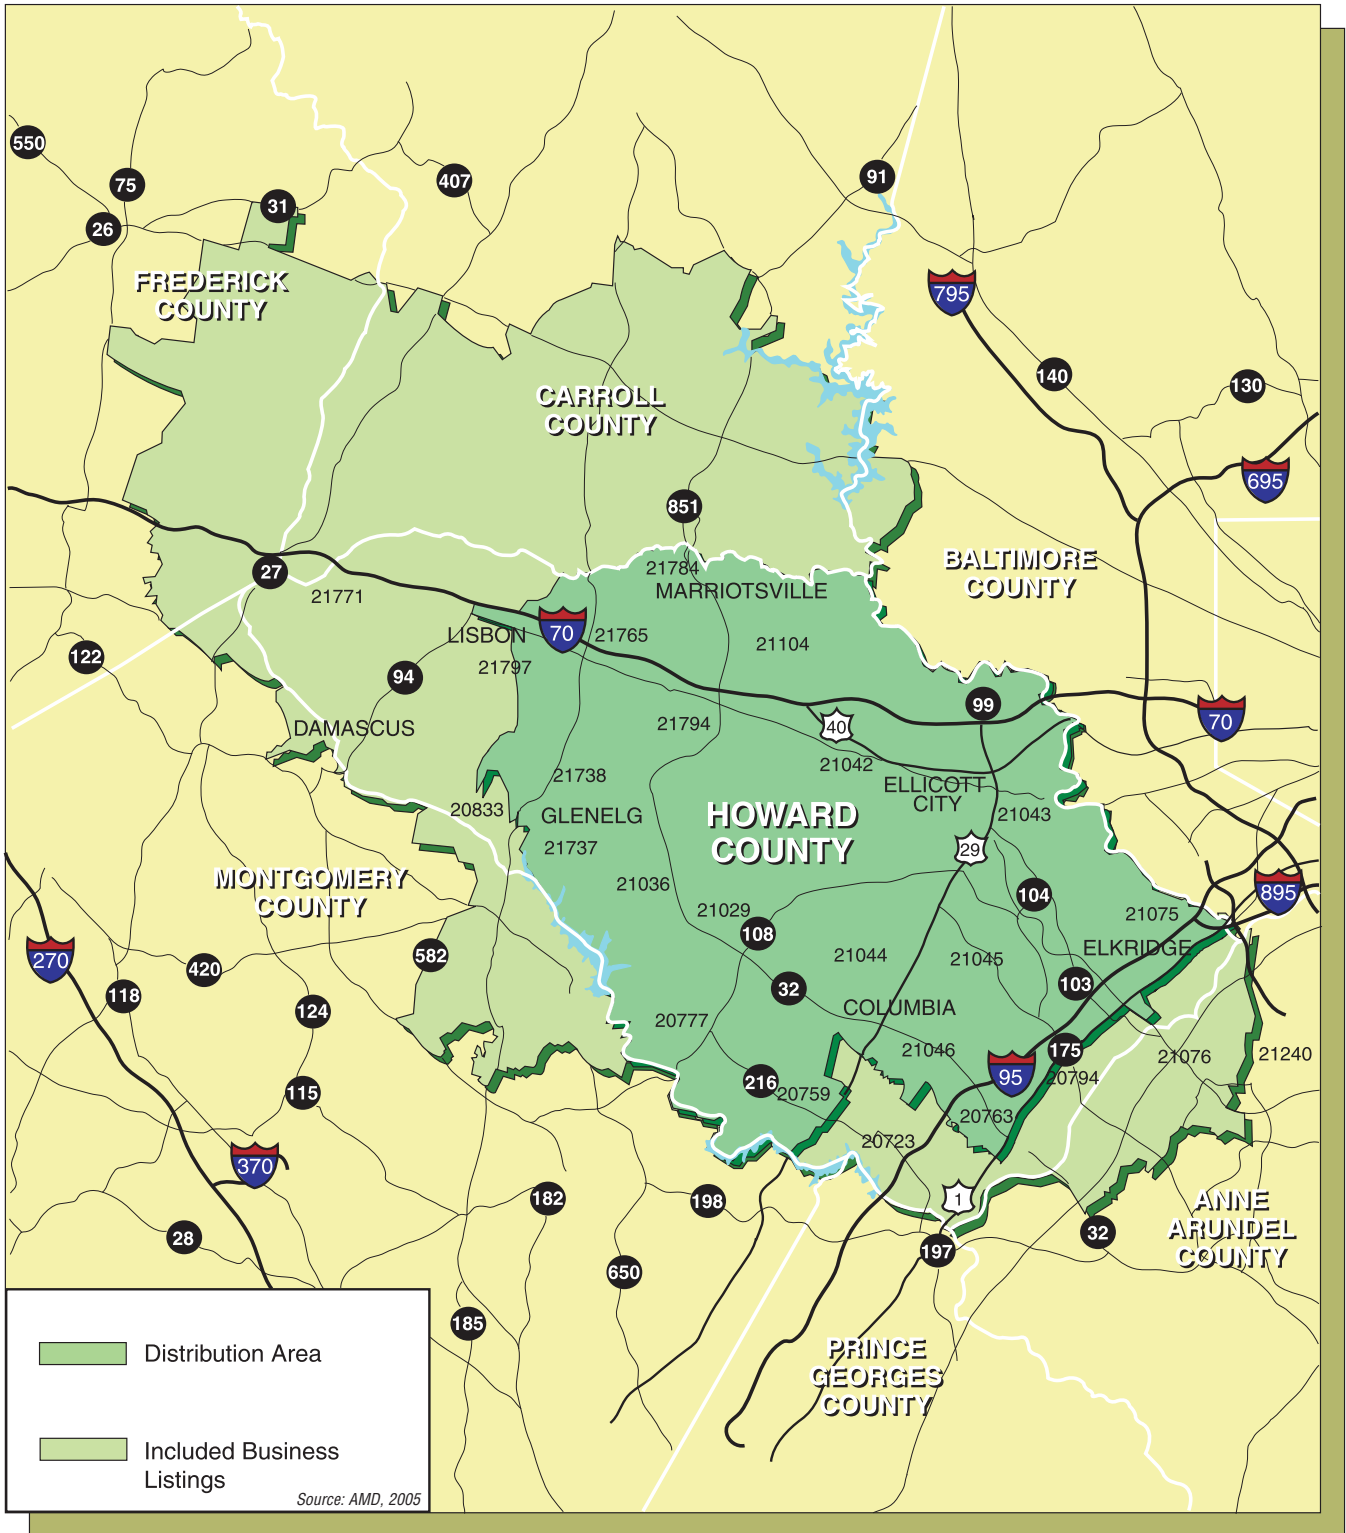 550
75
31
407
91
26
FREDERICK
COUNTY
795
140
130
CARROLL
COUNTY
695
851
BALTIMORE
COUNTY
27
21771
21784
MARRIOTSVILLE
LISBON
70
21765
21104
122
94
21797
99
70
DAMASCUS
21794
40
21042
21738
ELLICOTT
CITY
20833
GLENELG
HOWARD
COUNTY
21043
21737
29
MONTGOMERY
COUNTY
21036
104
895
21029
108
21075
ELKRIDGE
270
420
582
21044
21045
118
124
32
103
COLUMBIA
20777
21046
175
21076
21240
115
216
20759
95
20794
20763
20723
370
182
198
1
ANNE
ARUNDEL
COUNTY
28
197
32
650
185
PRINCE
GEORGES
COUNTY
Distribution Area
Included Business
Listings
Source: AMD, 2005